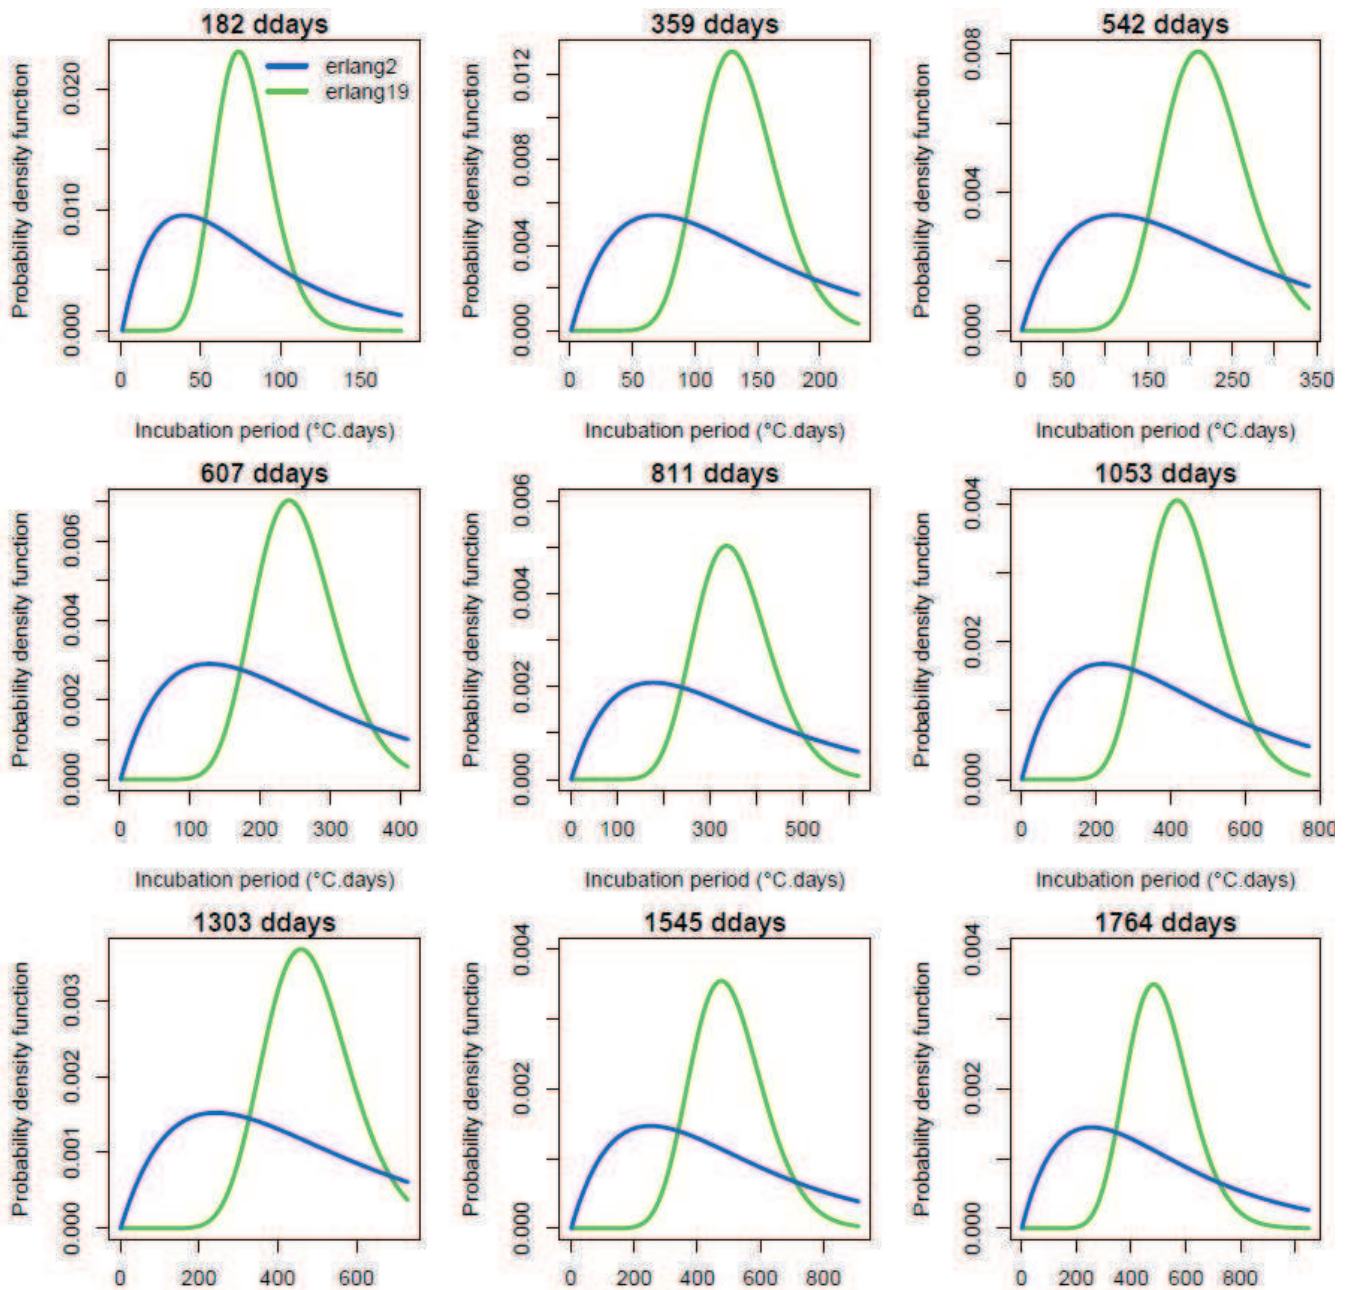 182 ddays
359 ddays
542 ddays
Probability density function
0.000 0.010 0.020
erlang2
erlang19
0 50 100 150
Incubation period (°C.days)
Probability density function
0.000 0.004 0.008 0.012
0 50 100 150 200
Incubation period (°C.days)
Probability density function
0.000 0.004 0.008
0 50 150 250 350
Incubation period (°C.days)
607 ddays
811 ddays
1053 ddays
Probability density function
0.000 0.002 0.004 0.006
0 100 200 300 400
Incubation period (°C.days)
Probability density function
0.000 0.002 0.004 0.006
0 100 300 500
Incubation period (°C.days)
Probability density function
0.000 0.002 0.004
0 200 400 600 800
Incubation period (°C.days)
1303 ddays
1545 ddays
1764 ddays
Probability density function
0.000 0.001 0.002 0.003
0 200 400 600
Probability density function
0.000 0.002 0.004
0 200 400 600 800
Probability density function
0.000 0.002 0.004
0 200 400 600 800